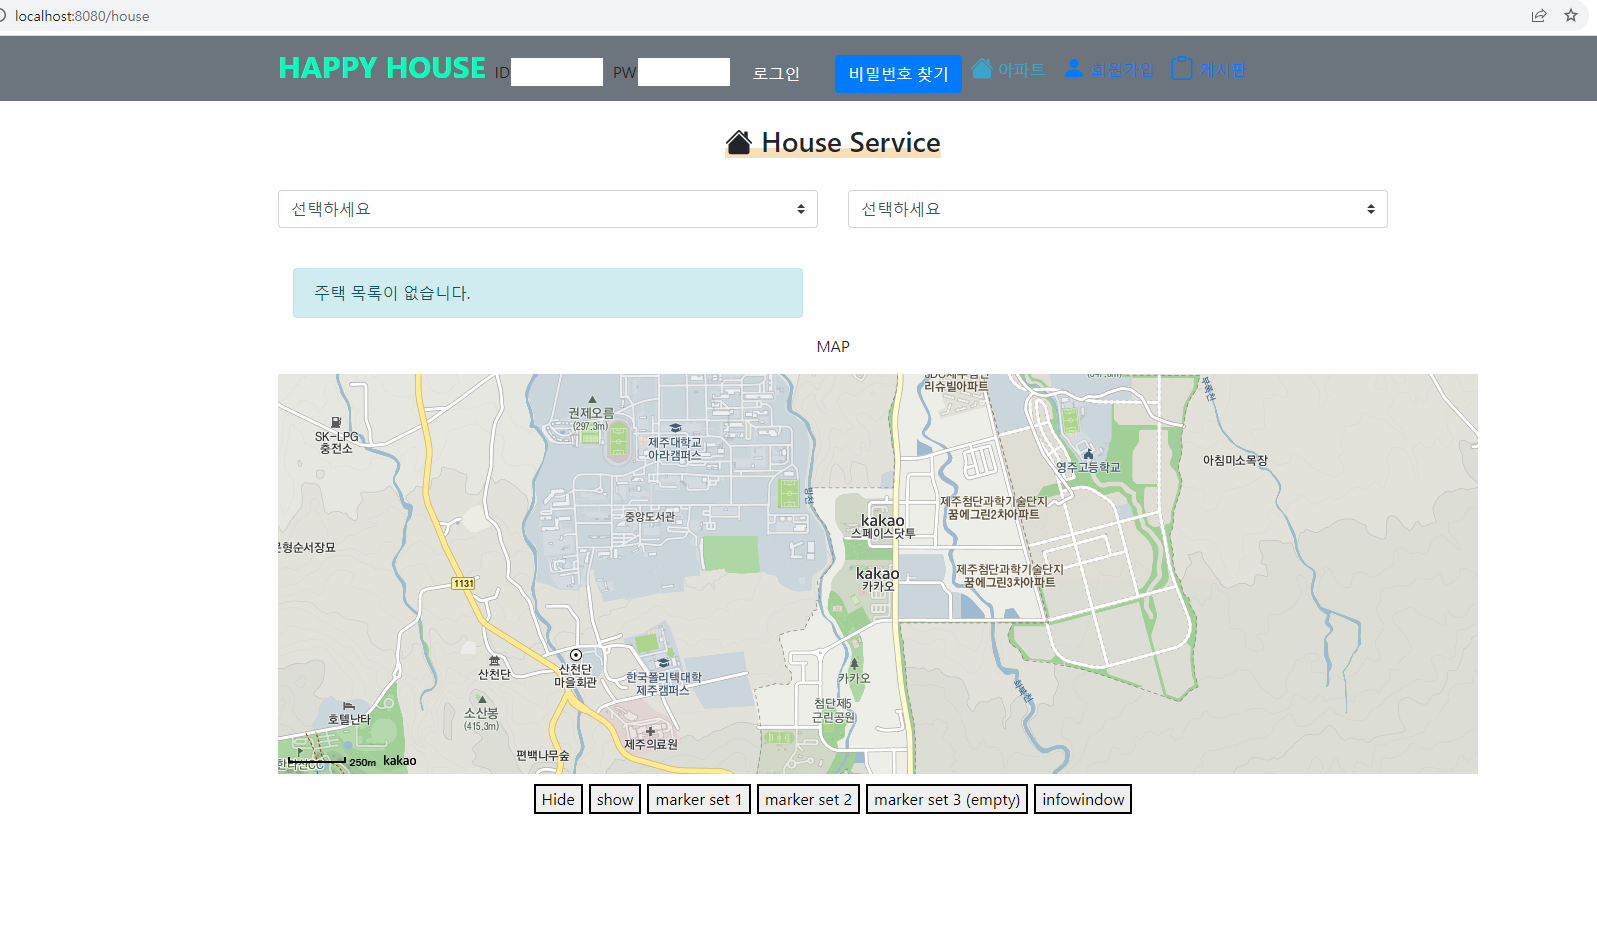 localhost:8080/house
HAPPY HOUSE ID PW 로그인 비밀번호 찾기 아파트 회원가입 게시판
House Service
선택하세요 선택하세요
주택 목록이 없습니다.
MAP
리슈빌아파트
권제오름
(297.3m)
SK-LPG
충전소
제주대학교
아라캠퍼스
영주고등학교
아침미소목장
제주첨단과학기술단지
꿈에그린2차아파트
중앙도서관
kakao
스페이스닷투
kakao
카카오
제주첨단과학기술단지
꿈에그린3차아파트
1131
산천단
산천단
마을회관
한국폴리텍대학
제주캠퍼스
카카오
소산봉
(415.3m)
첨단제5
근린공원
호텔난타
제주의료원
편백나무숲
250m kakao
Hide show marker set 1 marker set 2 marker set 3 (empty) infowindow